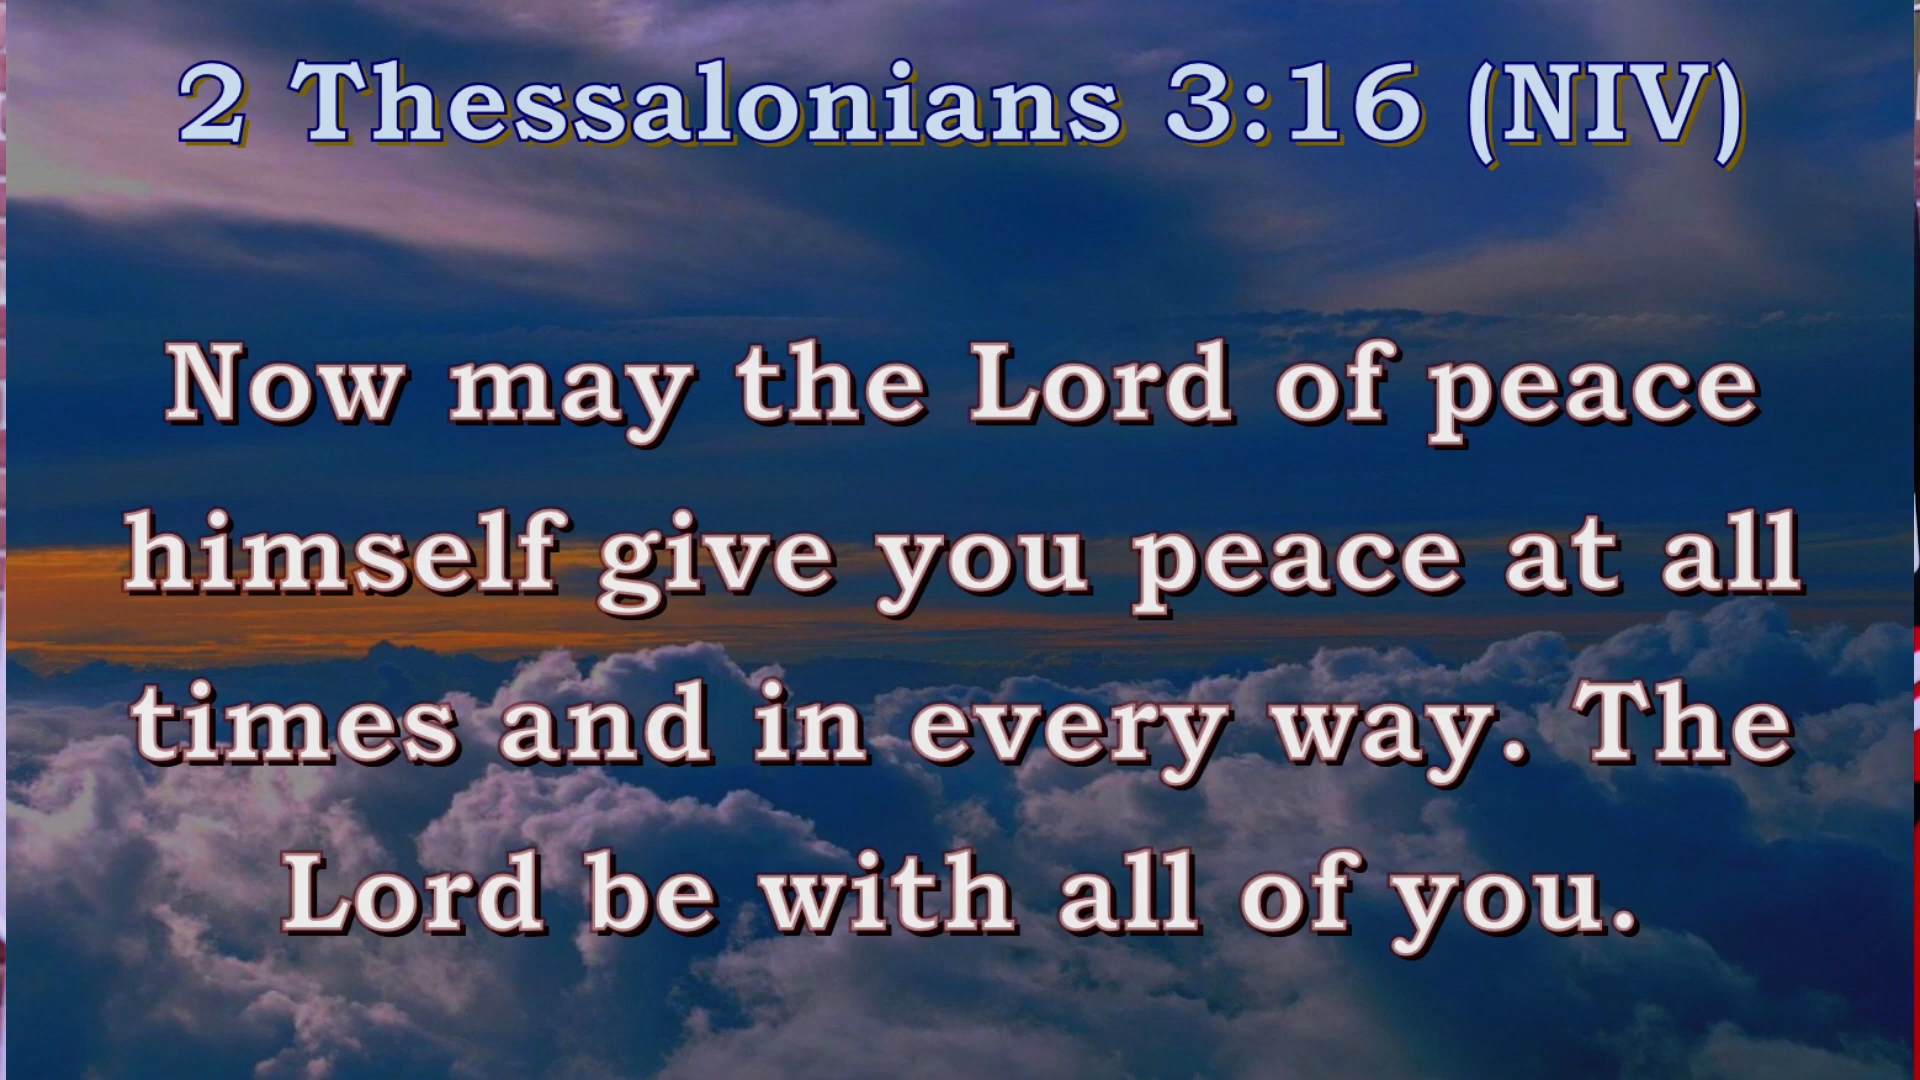 2 Thessalonians 3:16 (NIV)
Now may the Lord of peace
himself give you peace at all
times and in every way. The
Lord be with all of you.